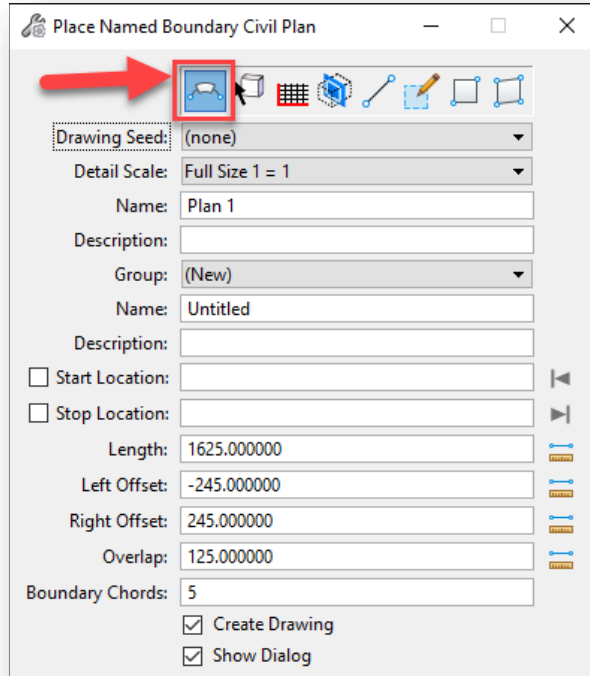 Place Named Boundary Civil Plan
Drawing Seed: (none)
Detail Scale: Full Size 1 = 1
Name: Plan 1
Description:
Group: (New)
Name: Untitled
Description:
Start Location:
Stop Location:
Length: 1625.000000
Left Offset: -245.000000
Right Offset: 245.000000
Overlap: 125.000000
Boundary Chords: 5
Create Drawing
Show Dialog